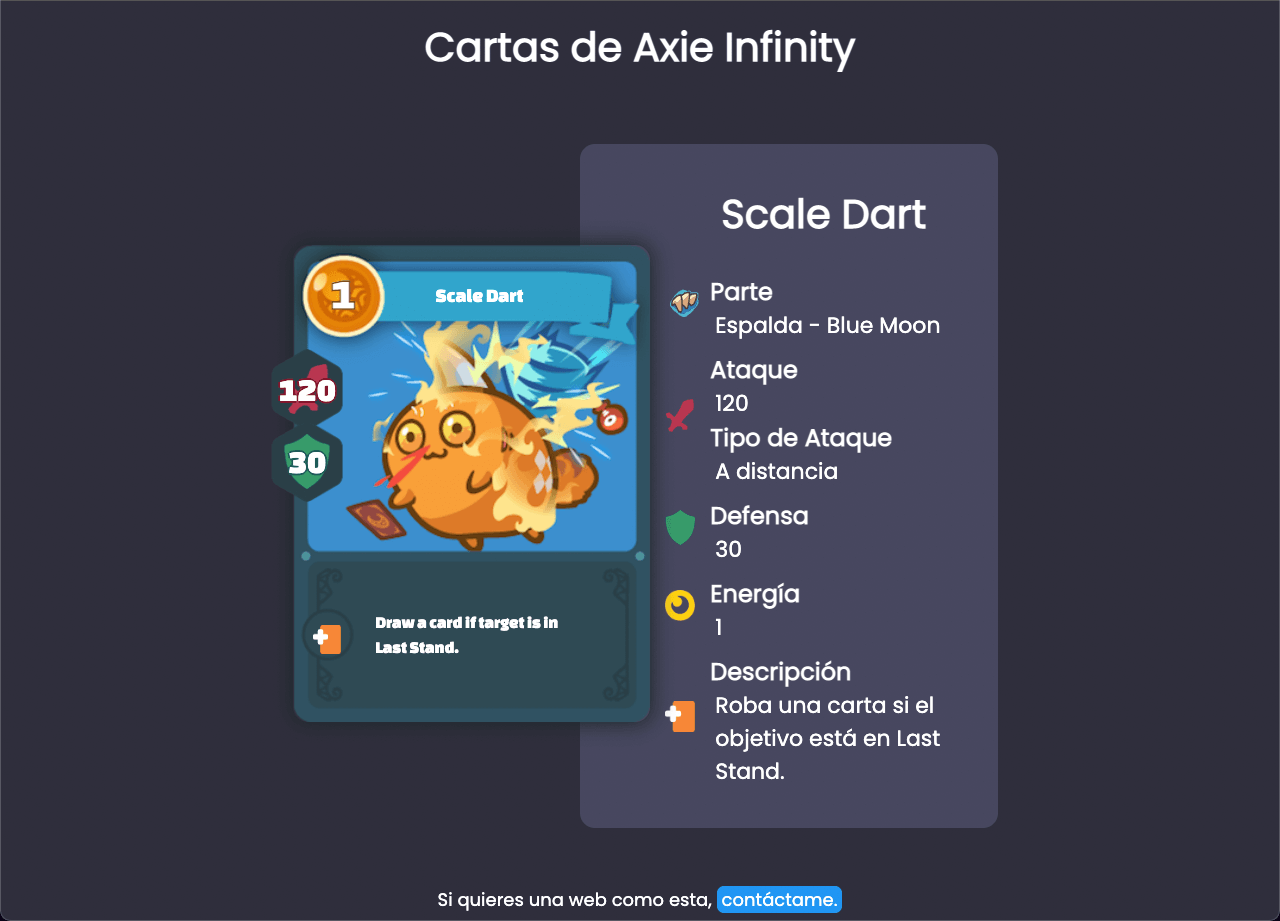 Cartas de Axie Infinity
1
Scale Dart
120
30
Draw a card if target is in
Last Stand.
Scale Dart
Parte
Espalda - Blue Moon
Ataque
120
Tipo de Ataque
A distancia
Defensa
30
Energía
1
Descripción
Roba una carta si el
objetivo está en Last
Stand.
Si quieres una web como esta, contáctame.